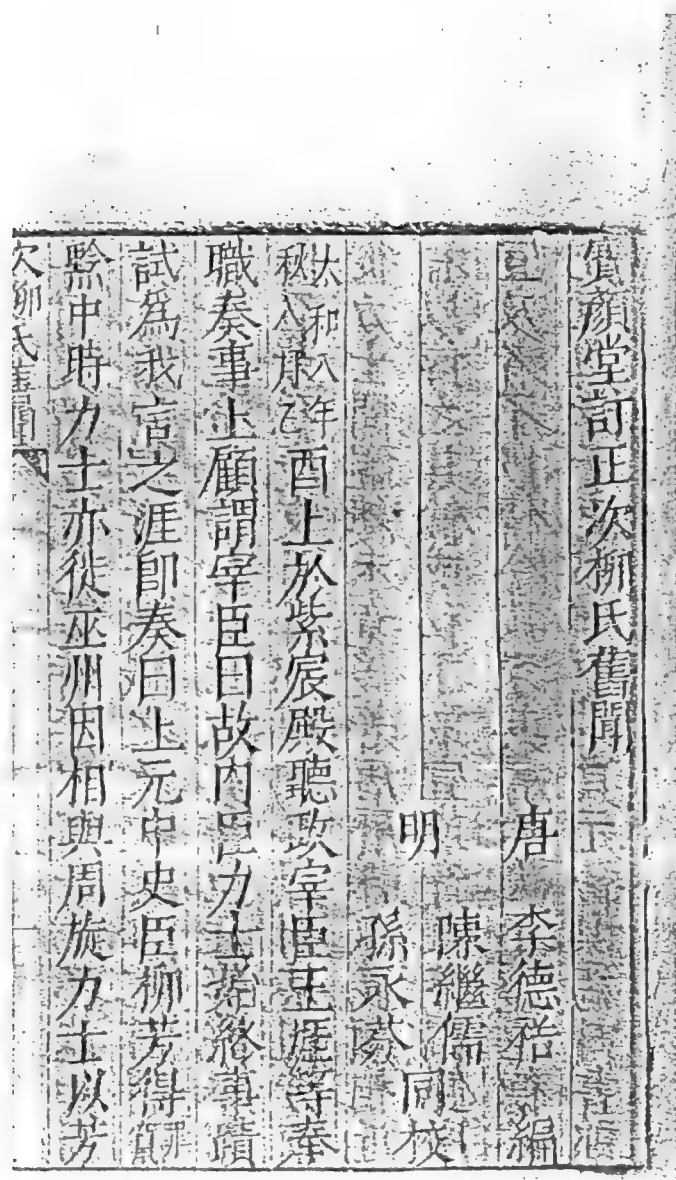 寶顏堂訂正次柳氏舊聞
唐 李德裕 編
明 陳繼儒
孫永芬 同校
太和八年秋八月乙酉上於紫宸殿聽政宰臣王涯等奉
職奏事上顧謂宰臣曰故內臣力士終始事蹟
試爲我言之涯卽奏曰上元中史臣柳芳得罪
黔中時力士亦徙巫州因相與周旋力士以芳
次柳氏舊聞